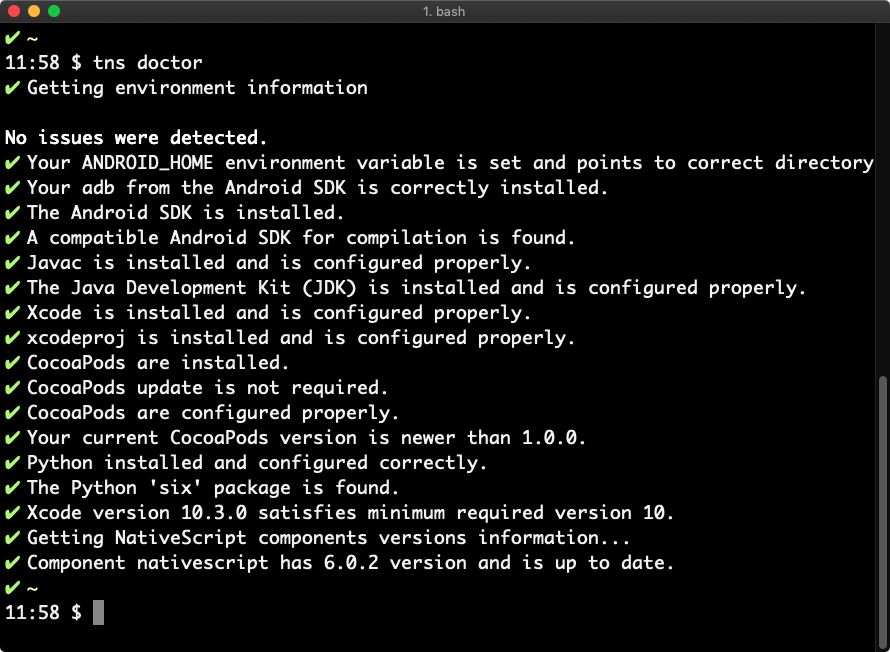 1. bash
✔ ~
11:58 $ tns doctor
✔ Getting environment information
No issues were detected.
✔ Your ANDROID_HOME environment variable is set and points to correct directory
✔ Your adb from the Android SDK is correctly installed.
✔ The Android SDK is installed.
✔ A compatible Android SDK for compilation is found.
✔ Javac is installed and is configured properly.
✔ The Java Development Kit (JDK) is installed and is configured properly.
✔ Xcode is installed and is configured properly.
✔ xcodeproj is installed and is configured properly.
✔ CocoaPods are installed.
✔ CocoaPods update is not required.
✔ CocoaPods are configured properly.
✔ Your current CocoaPods version is newer than 1.0.0.
✔ Python installed and configured correctly.
✔ The Python 'six' package is found.
✔ Xcode version 10.3.0 satisfies minimum required version 10.
✔ Getting NativeScript components versions information...
✔ Component nativescript has 6.0.2 version and is up to date.
✔ ~
11:58 $